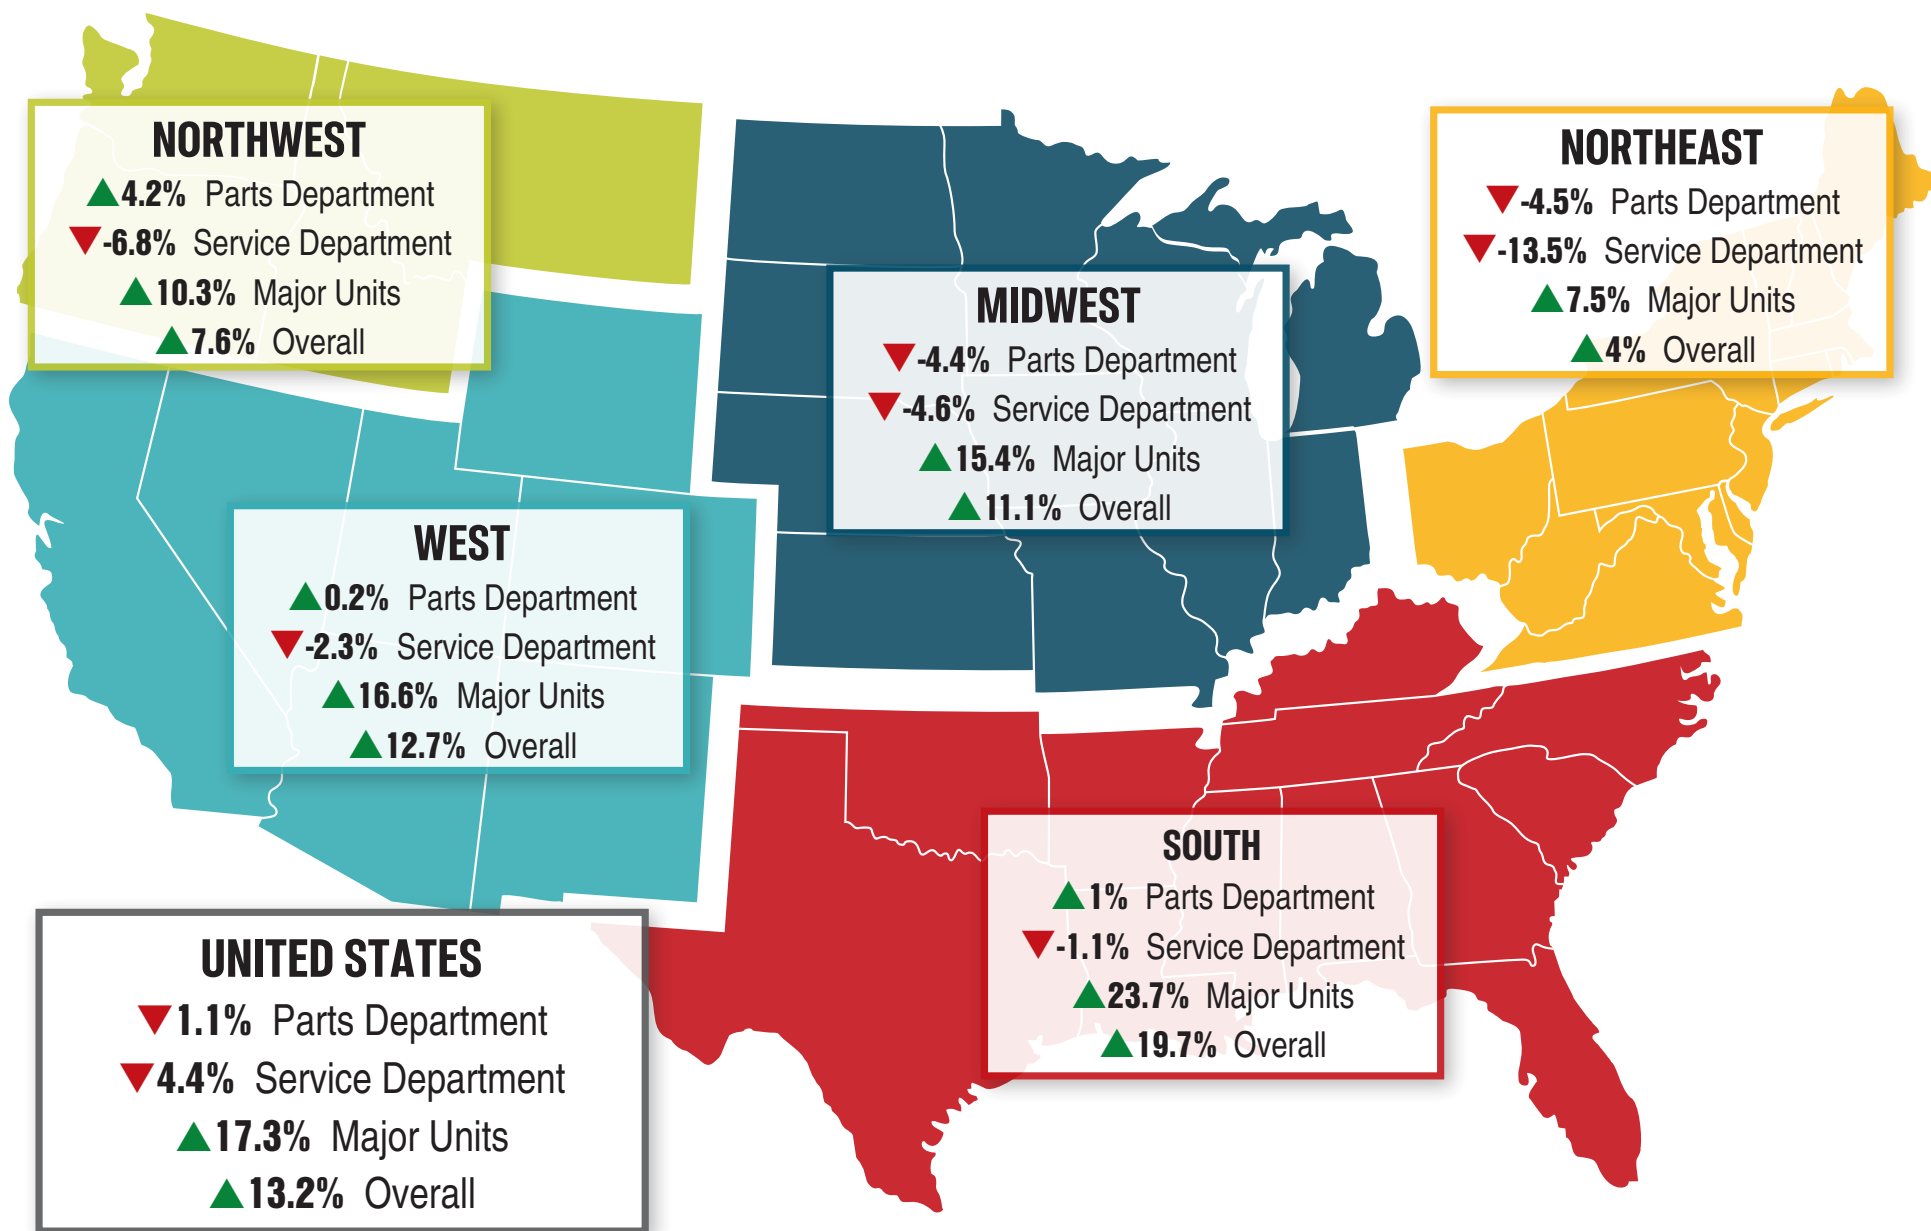 NORTHWEST
▲4.2% Parts Department
▼-6.8% Service Department
▲10.3% Major Units
▲7.6% Overall
NORTHEAST
▼-4.5% Parts Department
▼-13.5% Service Department
▲7.5% Major Units
▲4% Overall
MIDWEST
▼-4.4% Parts Department
▼-4.6% Service Department
▲15.4% Major Units
▲11.1% Overall
WEST
▲0.2% Parts Department
▼-2.3% Service Department
▲16.6% Major Units
▲12.7% Overall
SOUTH
▲1% Parts Department
▼-1.1% Service Department
▲23.7% Major Units
▲19.7% Overall
UNITED STATES
▼1.1% Parts Department
▼4.4% Service Department
▲17.3% Major Units
▲13.2% Overall